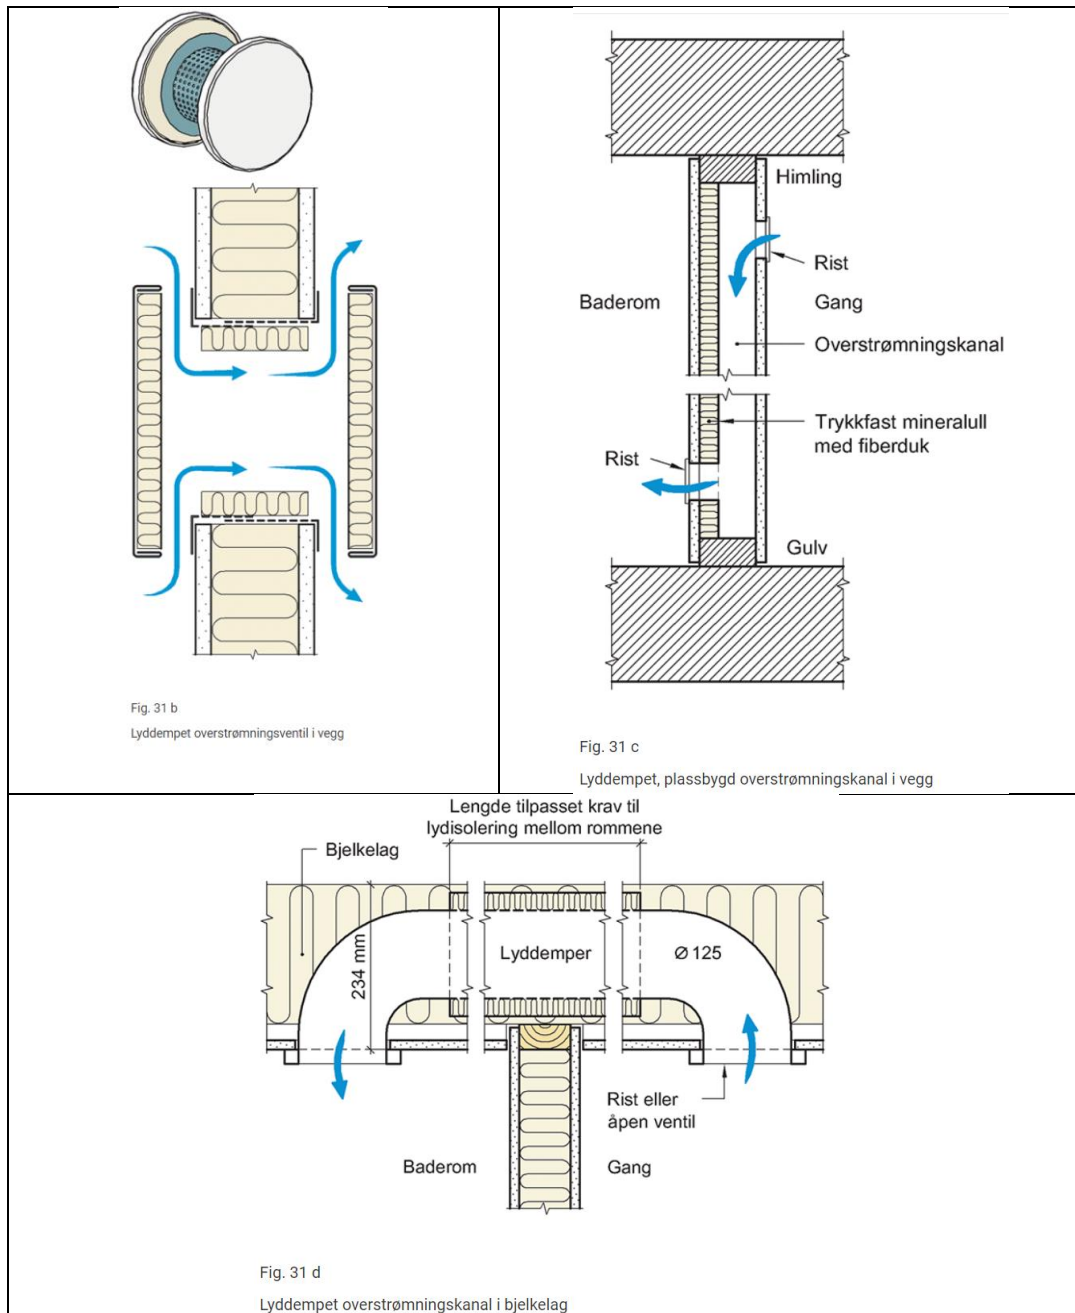 Fig. 31 b
Lyddempet overstrømningsventil i vegg
Himling
Rist
Baderom
Gang
Overstrømningskanal
Trykkfast mineralull
med fiberduk
Rist
Gulv
Fig. 31 c
Lyddempet, plassbygd overstrømningskanal i vegg
Lengde tilpasset krav til
lydisolering mellom rommene
Bjelkelag
234 mm
Lyddemper
Ø 125
Rist eller
åpen ventil
Baderom
Gang
Fig. 31 d
Lyddempet overstrømningskanal i bjelkelag